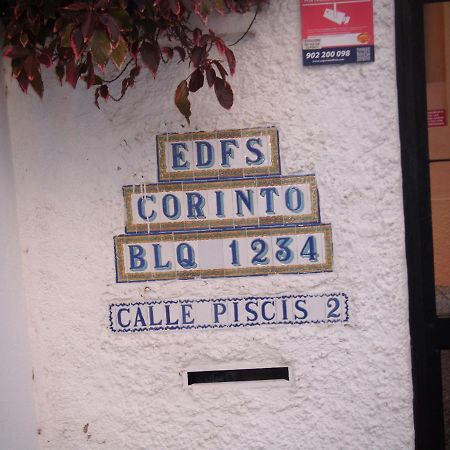 902 200 098
EDFS
CORINTO
BLQ 1234
CALLE PISCIS 2